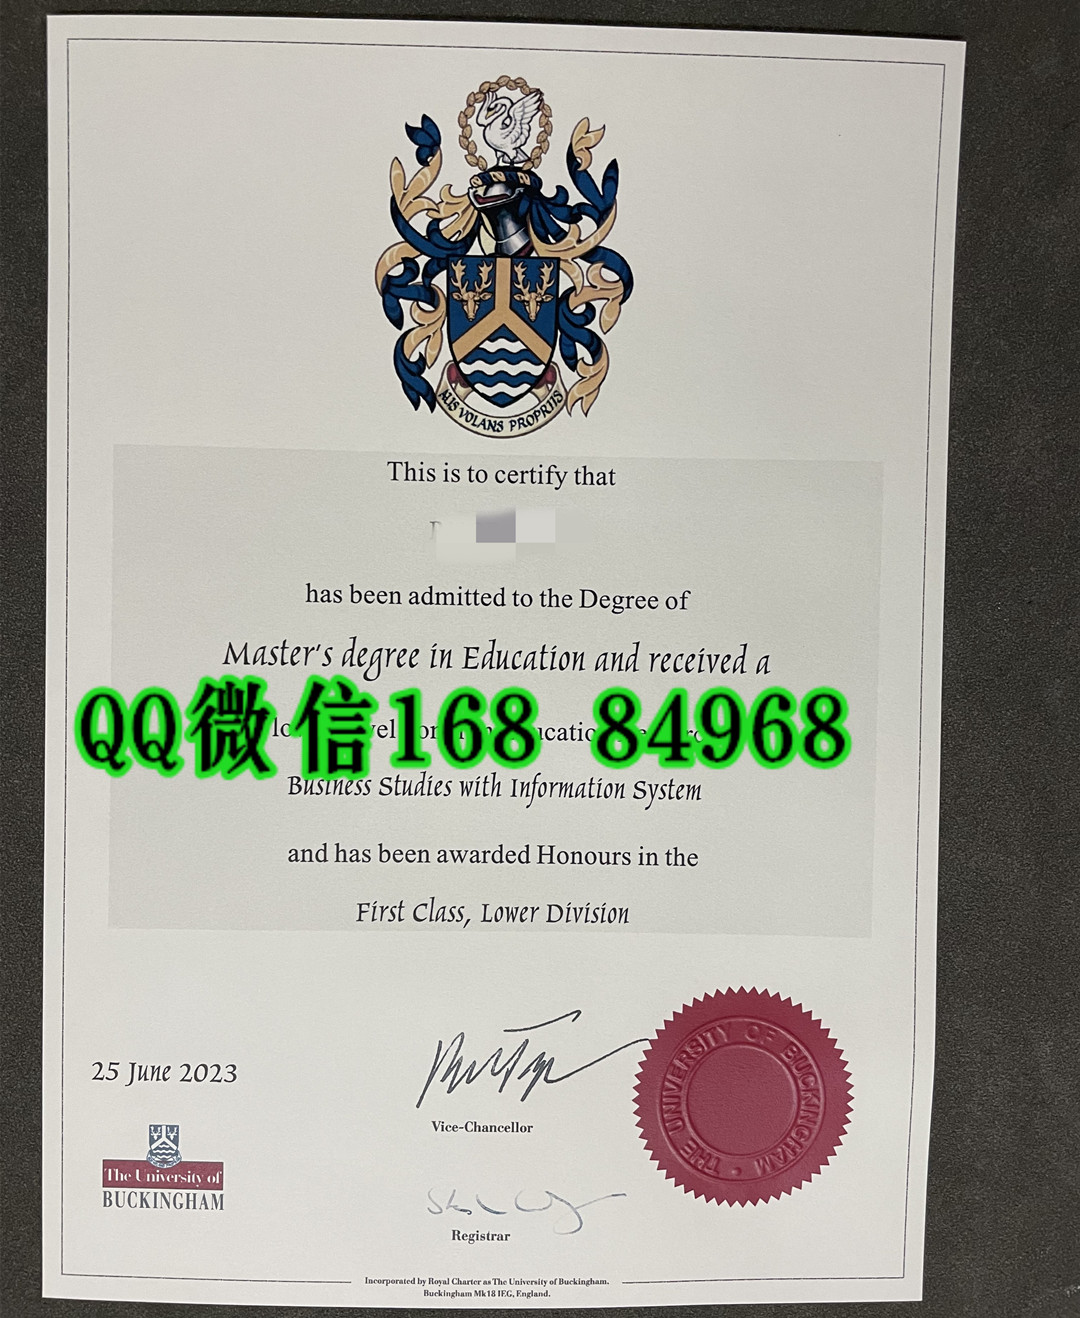 ALIS VOLANS PROPRIIS
This is to certify that
has been admitted to the Degree of
Master's degree in Education and received a
QQ微信168 84968
Business Studies with Information System
and has been awarded Honours in the
First Class, Lower Division
25 June 2023
Vice-Chancellor
THE UNIVERSITY OF BUCKINGHAM
The University of
BUCKINGHAM
Registrar
Incorporated by Royal Charter as The University of Buckingham.
Buckingham Mk18 1EG, England.